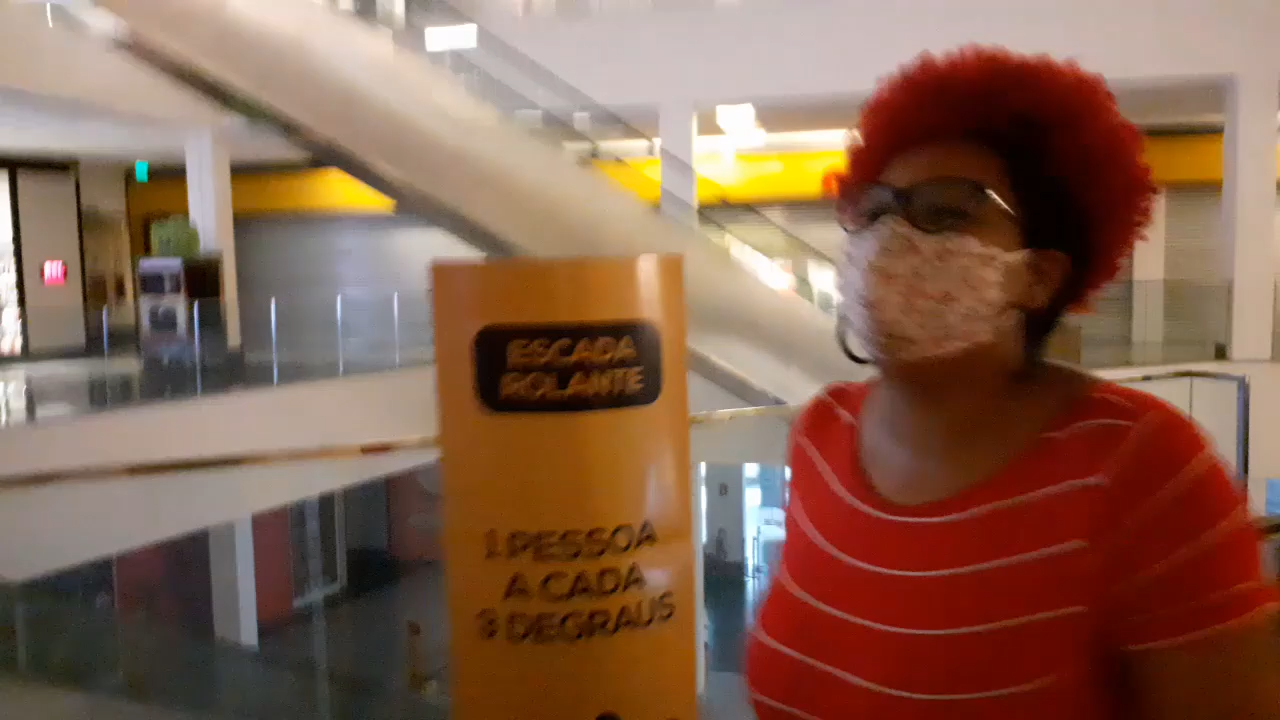 ESCADA
ROLANTE
1 PESSOA
A CADA
3 DEGRAUS